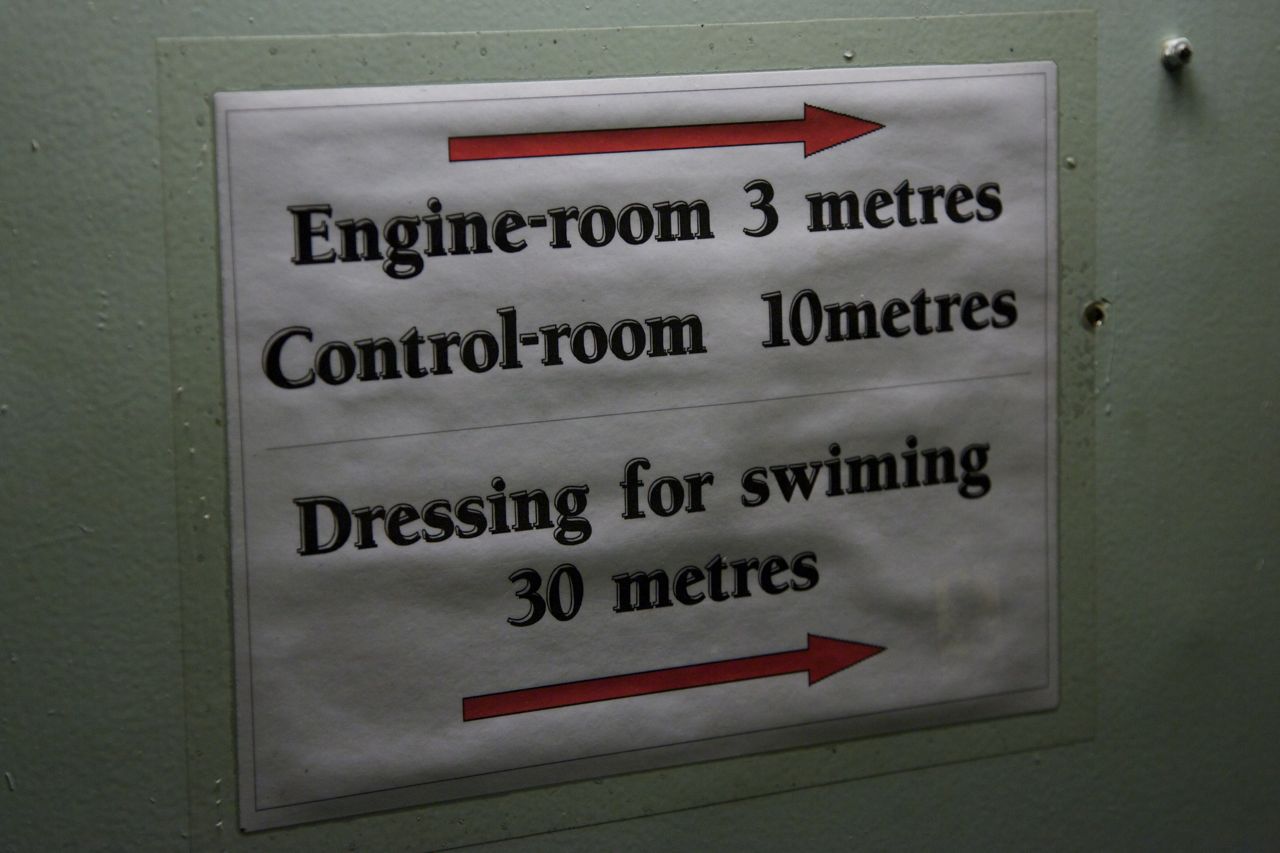 Engine-room 3 metres
Control-room 10metres
Dressing for swiming
30 metres